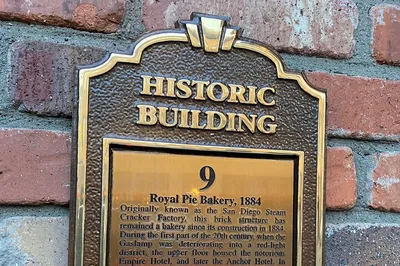 HISTORIC
BUILDING
9
Royal Pie Bakery, 1884
Originally known as the San Diego Steam
Cracker Factory, this brick structure has
remained a bakery since its construction in 1884.
During the first part of the 20th century, when the
Gaslamp was deteriorating into a red-light
district, the upper floor housed the notorious
Empire Hotel, and later the Anchor Hotel. In